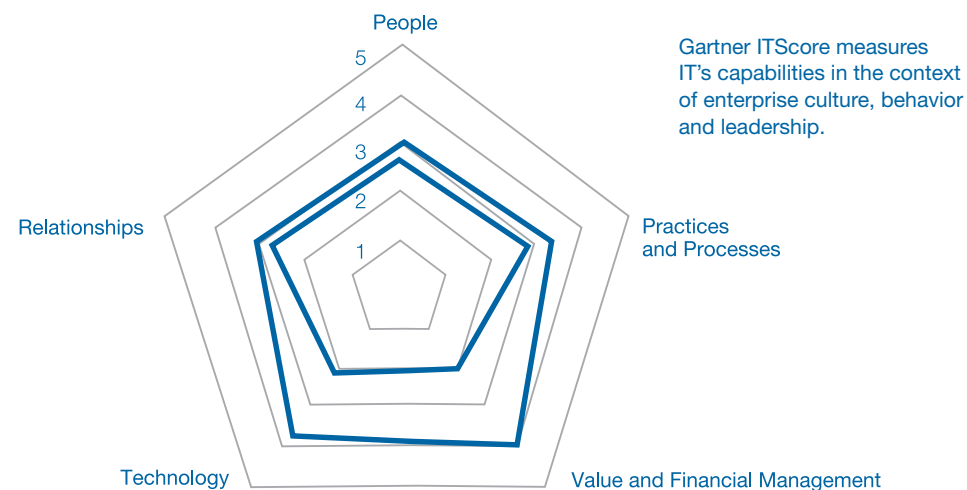 People
5
4
3
2
1
Gartner ITScore measures
IT's capabilities in the context
of enterprise culture, behavior
and leadership.
Relationships
Practices
and Processes
Technology
Value and Financial Management